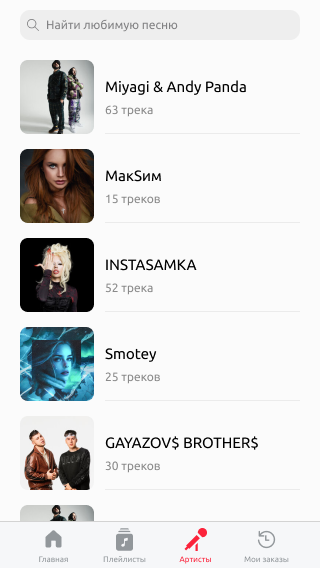 Найти любимую песню
Miyagi & Andy Panda
63 трека
МакSим
15 треков
INSTASAMKA
52 трека
Smotey
25 треков
GAYAZOV$ BROTHER$
30 треков
Главная
Плейлисты
Артисты
Мои заказы